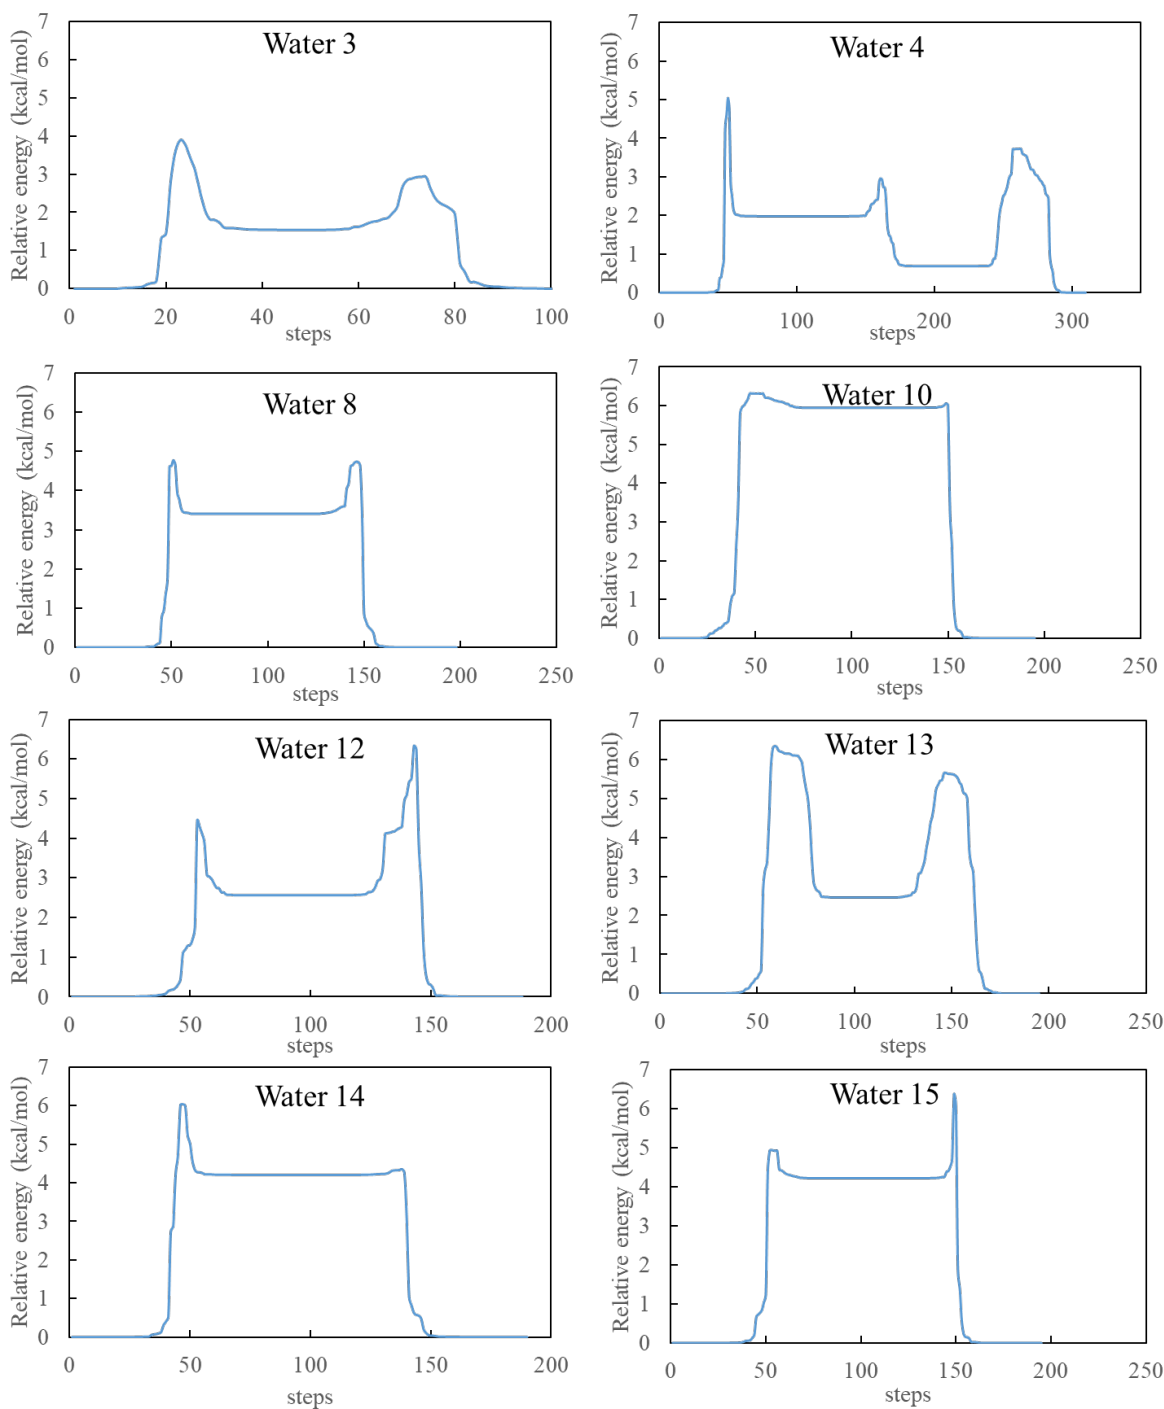 Water 3
Relative energy (kcal/mol)
7
6
5
4
3
2
1
0
0 20 40 60 80 100
steps
Water 4
Relative energy (kcal/mol)
7
6
5
4
3
2
1
0
0 100 200 300
steps
Water 8
Relative energy (kcal/mol)
7
6
5
4
3
2
1
0
0 50 100 150 200 250
steps
Water 10
Relative energy (kcal/mol)
7
6
5
4
3
2
1
0
0 50 100 150 200 250
steps
Water 12
Relative energy (kcal/mol)
7
6
5
4
3
2
1
0
0 50 100 150 200
steps
Water 13
Relative energy (kcal/mol)
7
6
5
4
3
2
1
0
0 50 100 150 200 250
steps
Water 14
Relative energy (kcal/mol)
7
6
5
4
3
2
1
0
0 50 100 150 200
steps
Water 15
Relative energy (kcal/mol)
7
6
5
4
3
2
1
0
0 50 100 150 200 250
steps